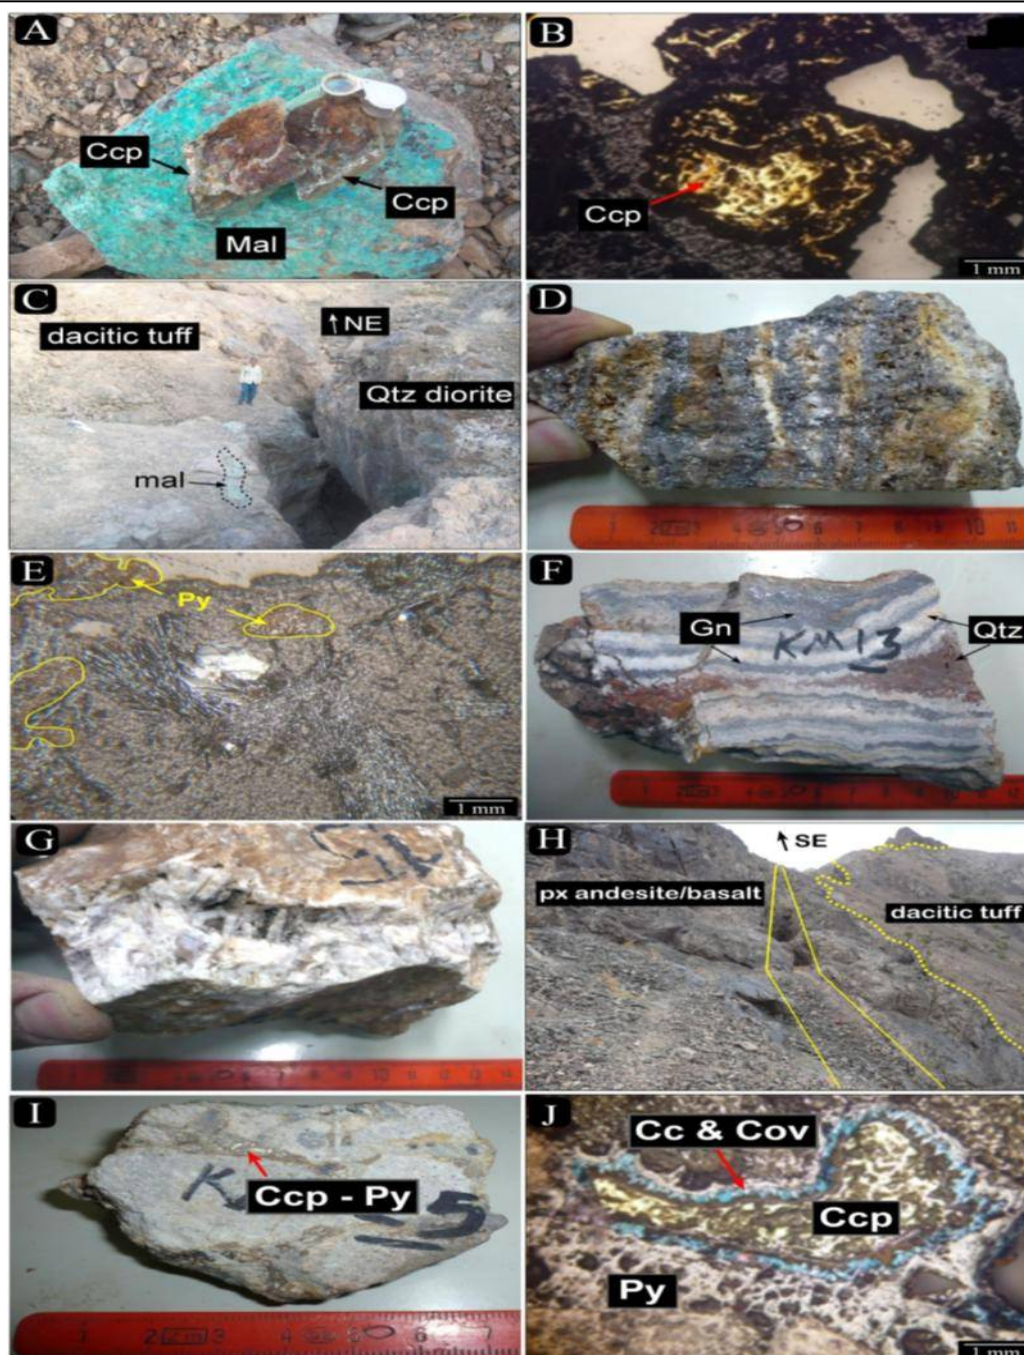 A
Ccp
Ccp
Mal
B
Ccp
1 mm
C
dacitic tuff
NE
Qtz diorite
mal
D
E
Py
1 mm
F
Gn
Qtz
KM13
G
H
SE
px andesite/basalt
dacitic tuff
I
Ccp - Py
J
Cc & Cov
Ccp
Py
1 mm